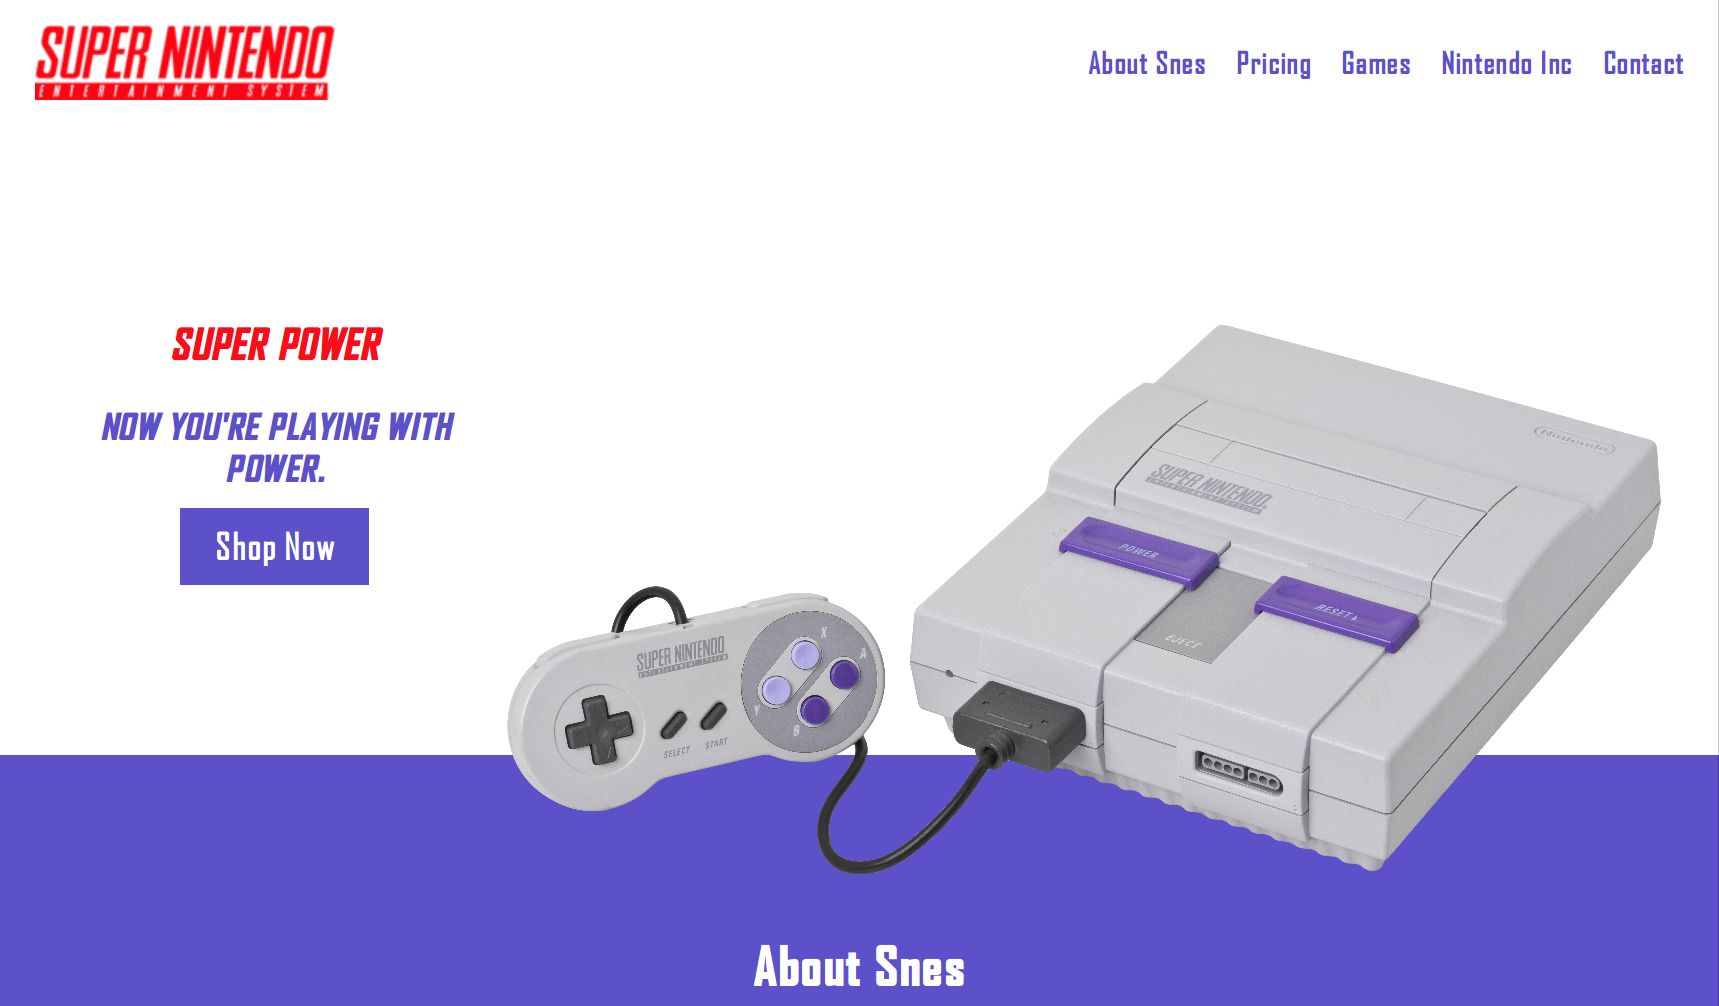 SUPER NINTENDO
ENTERTAINMENT SYSTEM
About Snes Pricing Games Nintendo Inc Contact
SUPER POWER
NOW YOU'RE PLAYING WITH
POWER.
Shop Now
Nintendo
SUPER NINTENDO
ENTERTAINMENT SYSTEM
POWER
RESET
EJECT
SUPER NINTENDO
ENTERTAINMENT SYSTEM
X
A
Y
B
SELECT START
About Snes